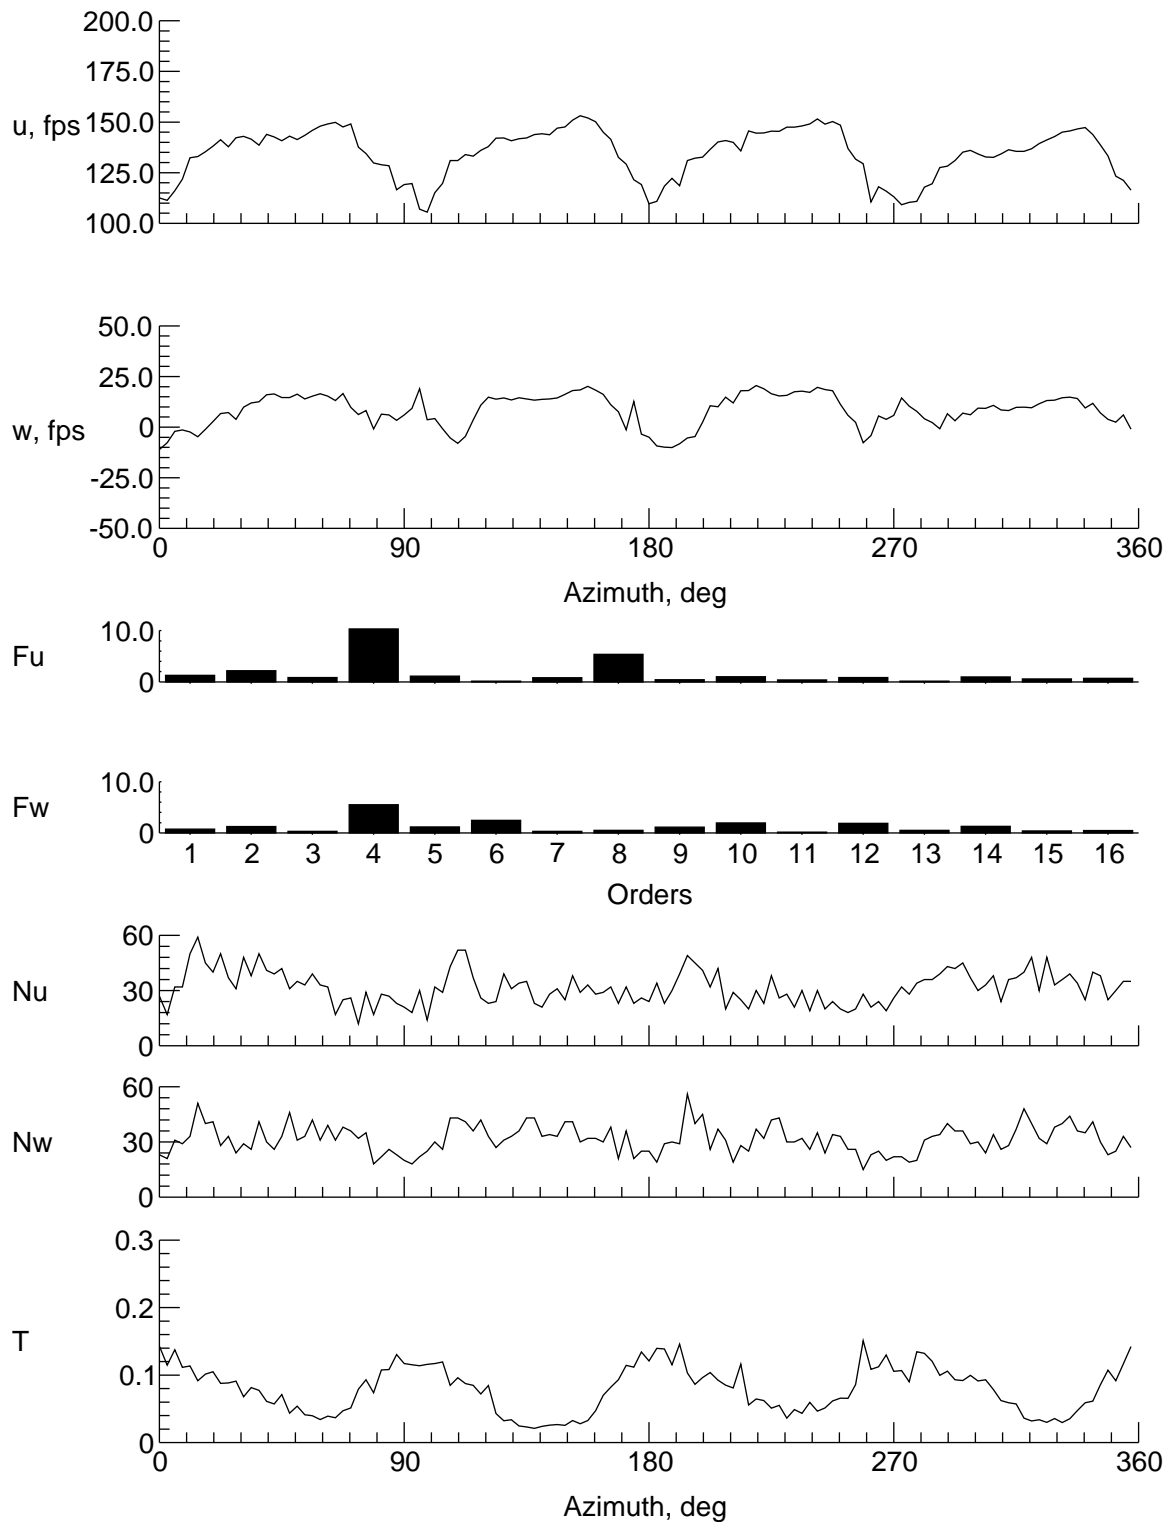 200.0
175.0
u, fps 150.0
125.0
100.0
50.0
25.0
0
w, fps
-25.0
-50.0
0 90 180 270 360
Azimuth, deg
10.0
Fu
0
10.0
Fw
0
1 2 3 4 5 6 7 8 9 10 11 12 13 14 15 16
Orders
60
Nu 30
0
60
Nw 30
0
0.3
0.2
T
0.1
0
0 90 180 270 360
Azimuth, deg